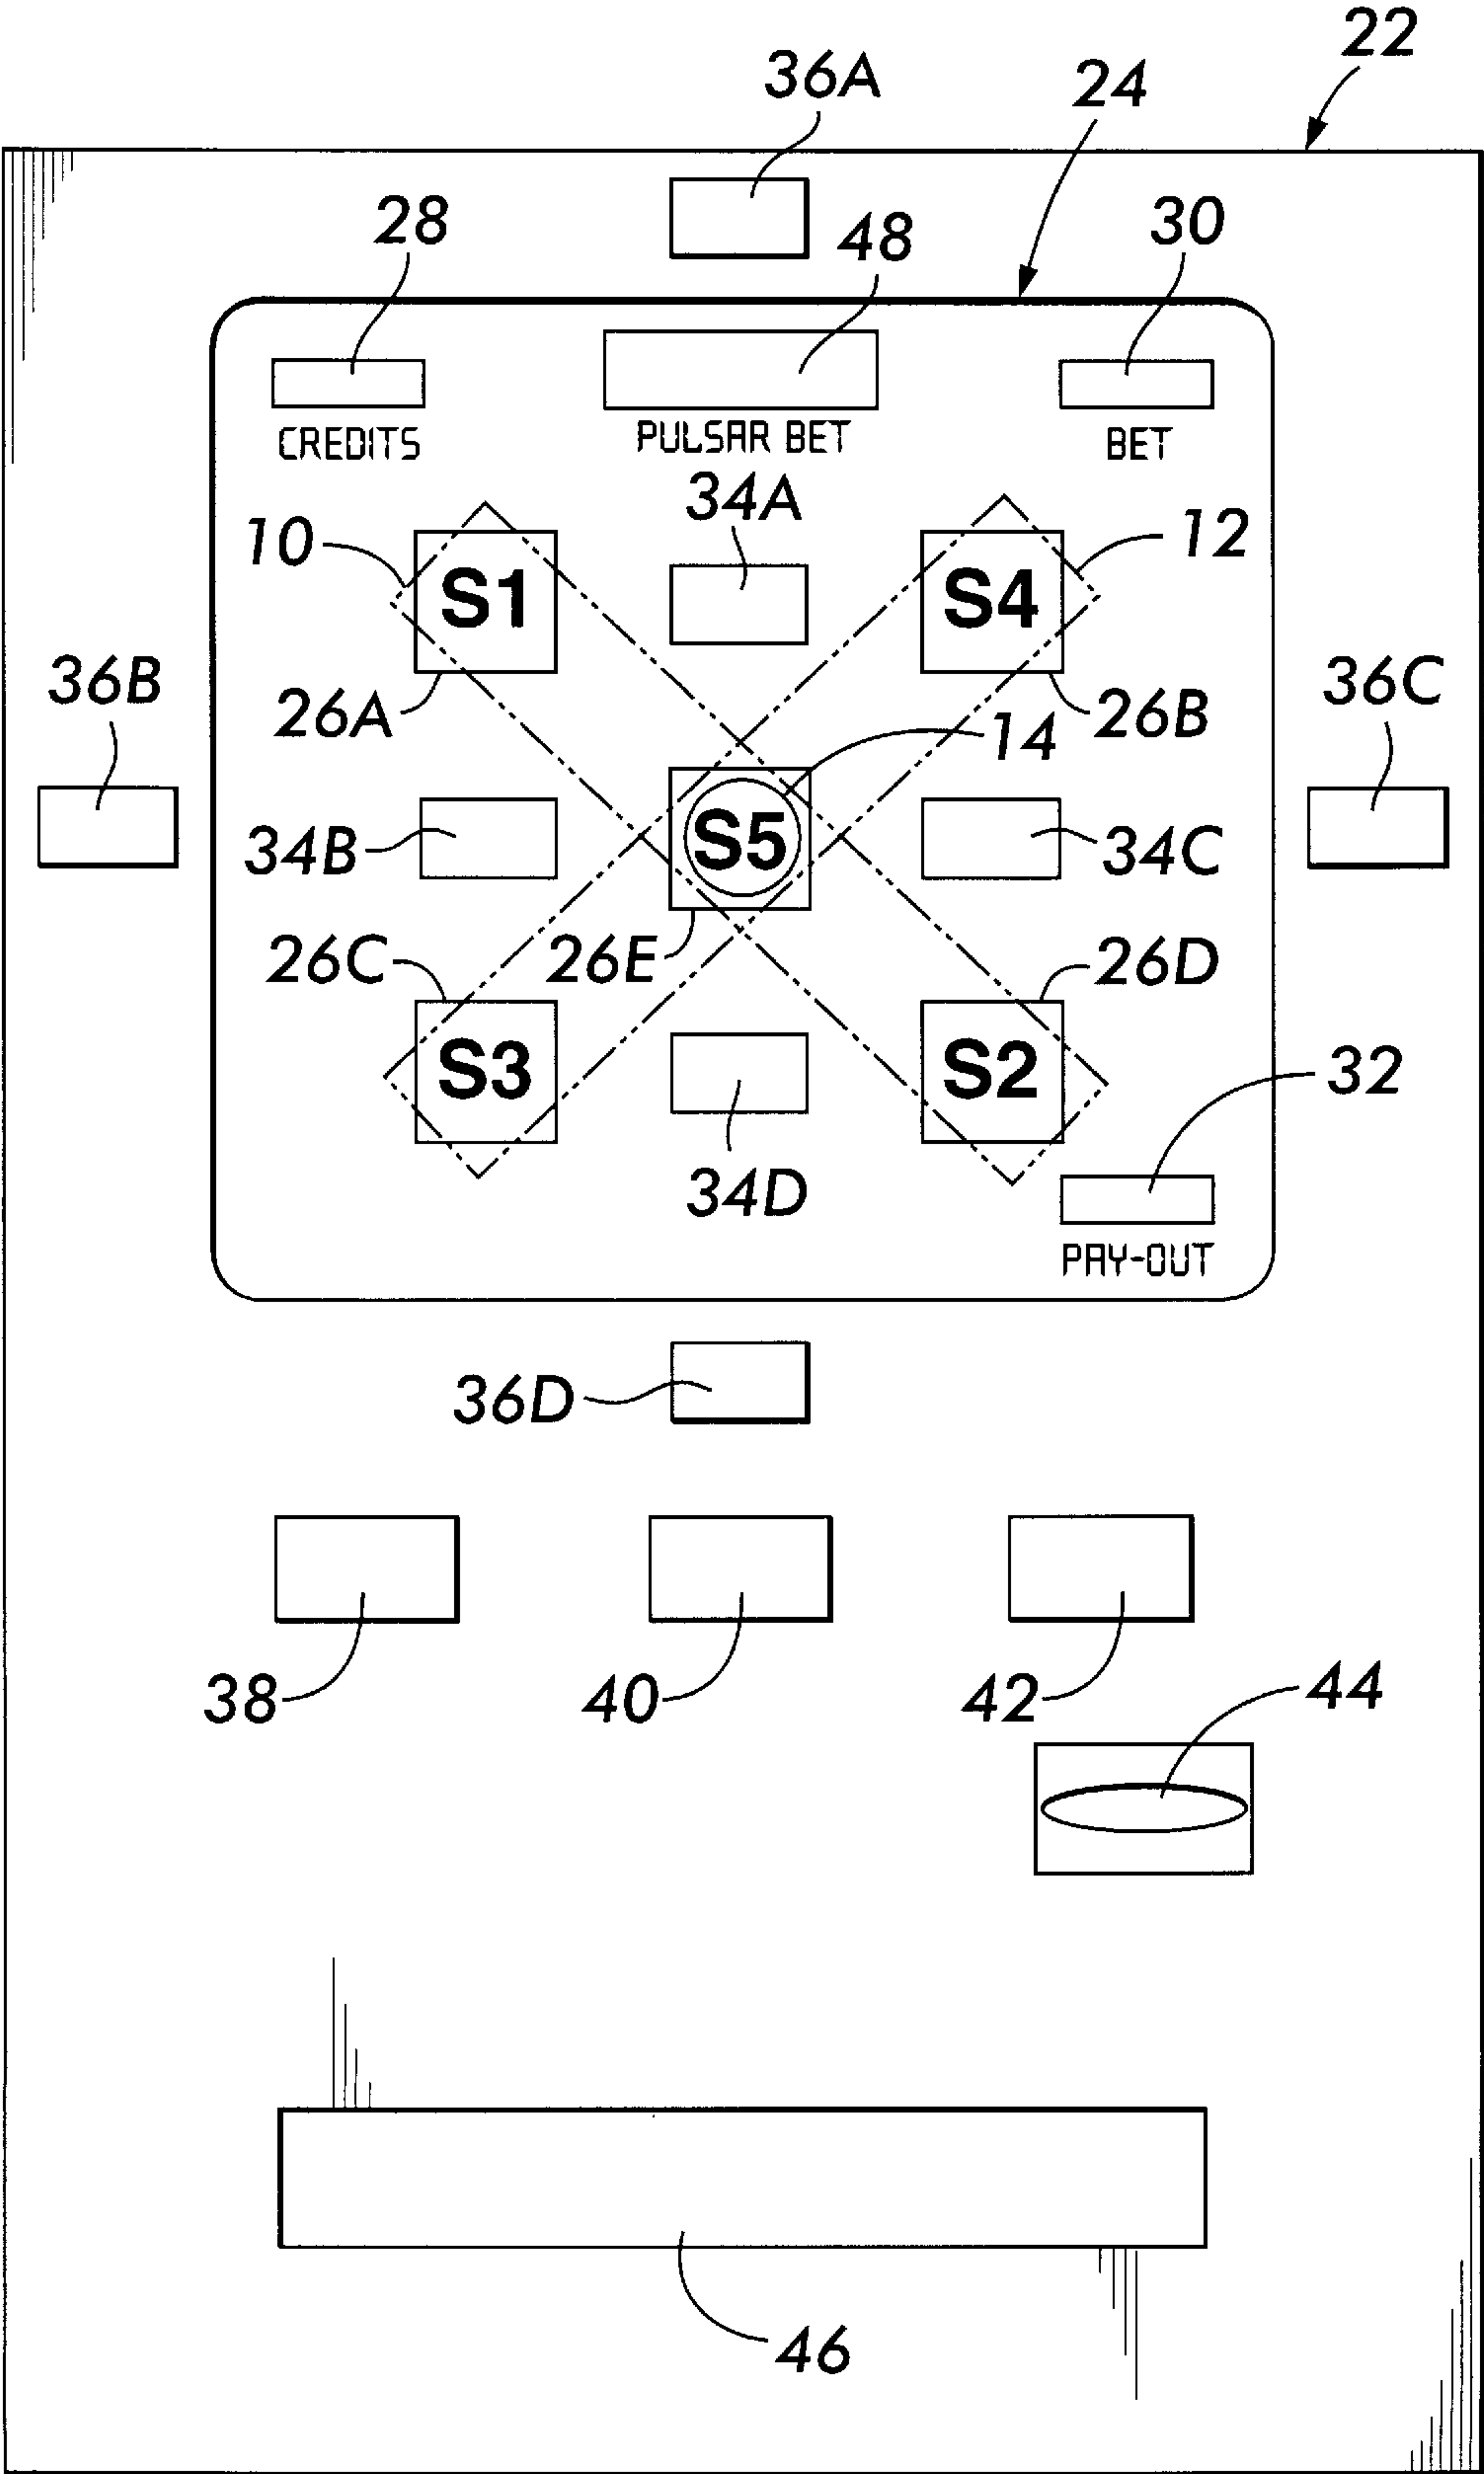 22
36A
24
28
48
30
CREDITS
PULSAR BET
BET
34A
10
12
S1
S4
36B
26A
26B
36C
14
34B
S5
34C
26C
26E
26D
S3
S2
32
34D
PAY-OUT
36D
38
40
42
44
46